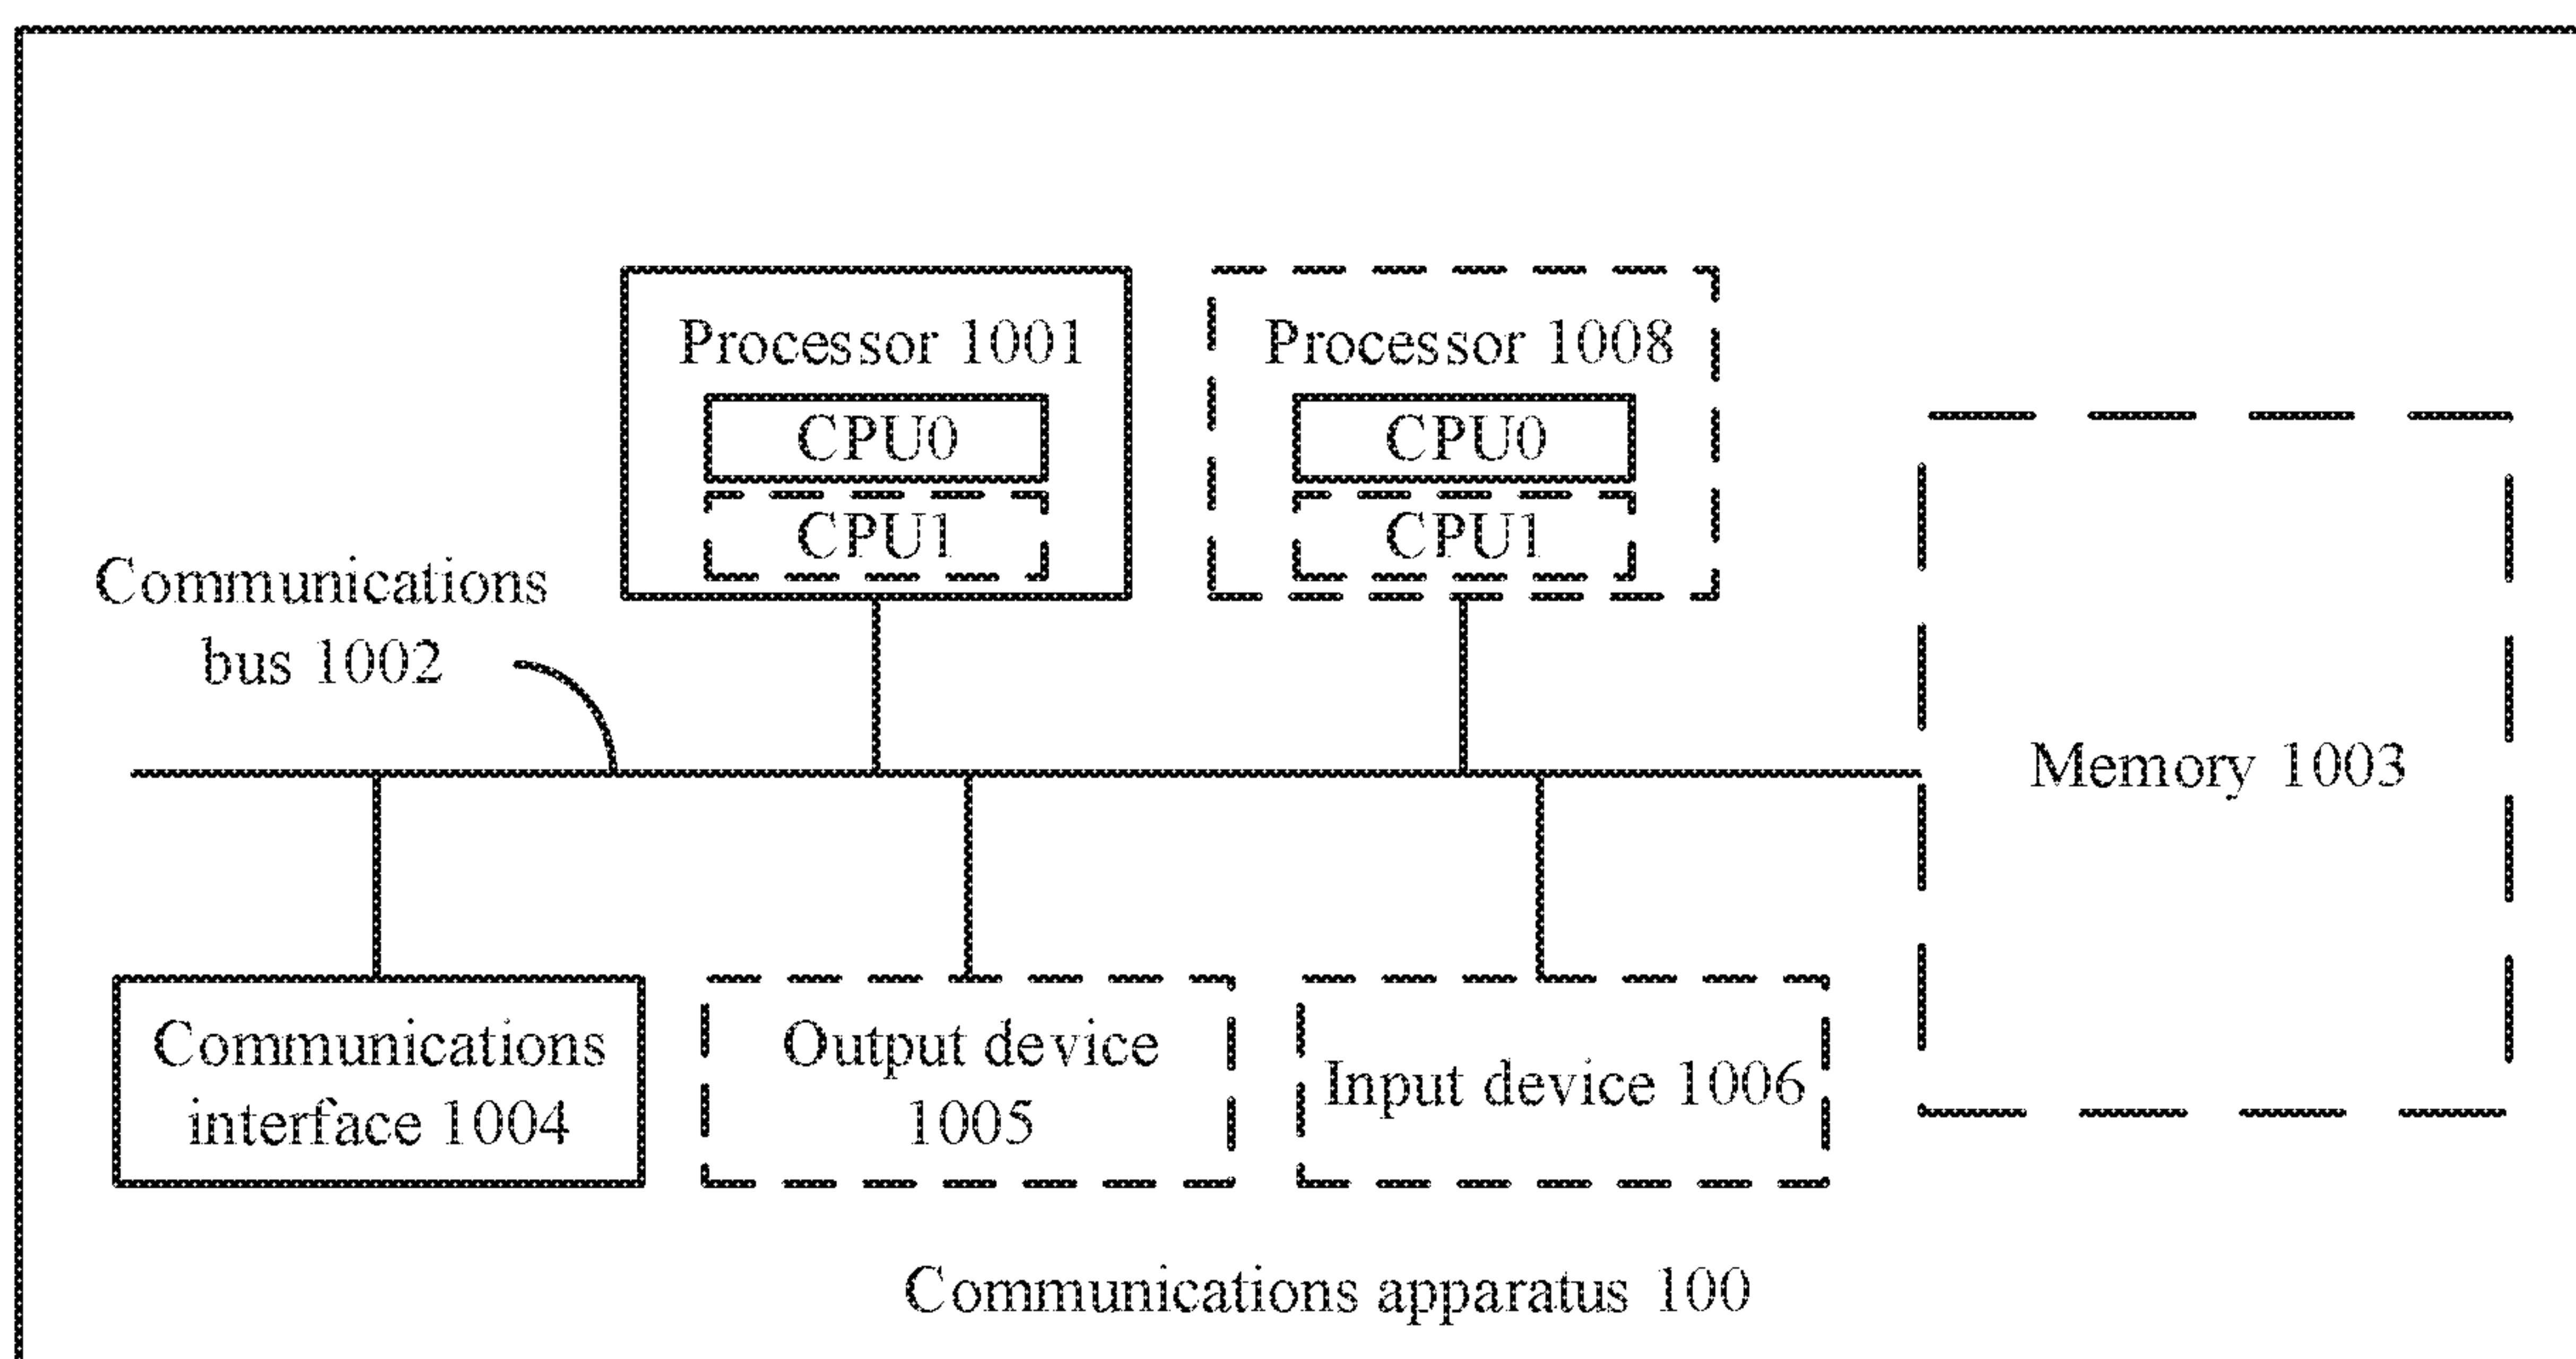 Processor 1001
CPU0
CPU1
Processor 1008
CPU0
CPU1
Communications
bus 1002
Memory 1003
Communications
interface 1004
Output device
1005
Input device 1006
Communications apparatus 100